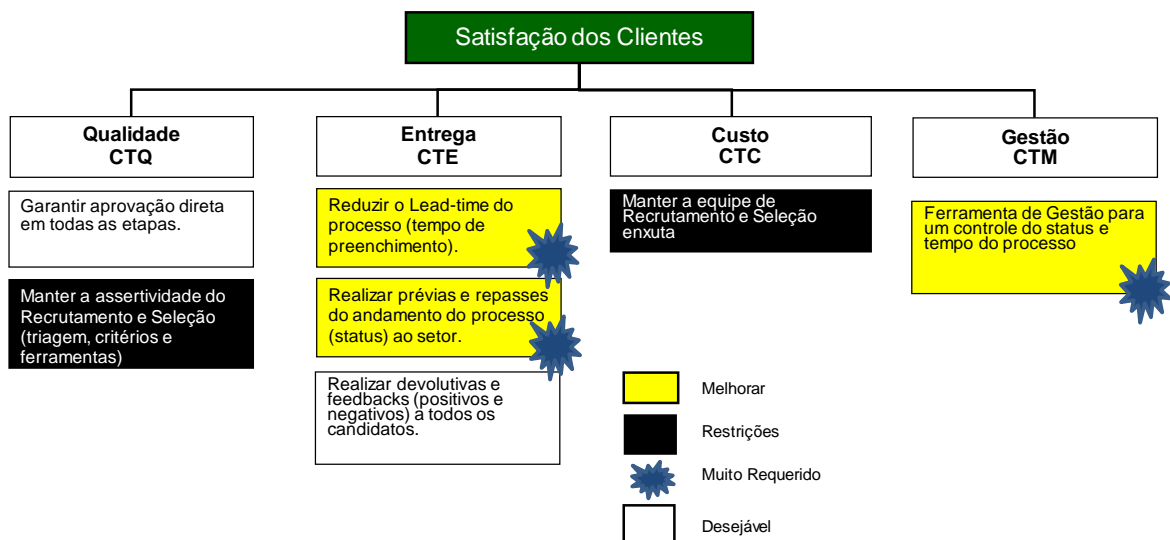 Satisfação dos Clientes
Qualidade
CTQ
Garantir aprovação direta
em todas as etapas.
Manter a assertividade do
Recrutamento e Seleção
(triagem, critérios e
ferramentas)
Entrega
CTE
Reduzir o Lead-time do
processo (tempo de
preenchimento).
Realizar prévias e repasses
do andamento do processo
(status) ao setor.
Realizar devolutivas e
feedbacks (positivos e
negativos) à todos os
candidatos.
Custo
CTC
Manter a equipe de
Recrutamento e Seleção
enxuta
Gestão
CTM
Ferramenta de Gestão para
um controle do status e
tempo do processo
Melhorar
Restrições
Muito Requerido
Desejável